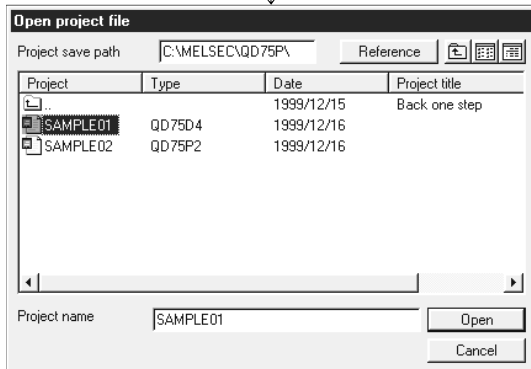 Open project file
Project save path C:\MELSEC\QD75P\ Reference
Project Type Date Project title
.. 1999/12/15 Back one step
SAMPLE01 QD75D4 1999/12/16
SAMPLE02 QD75P2 1999/12/16
Project name SAMPLE01 Open
Cancel